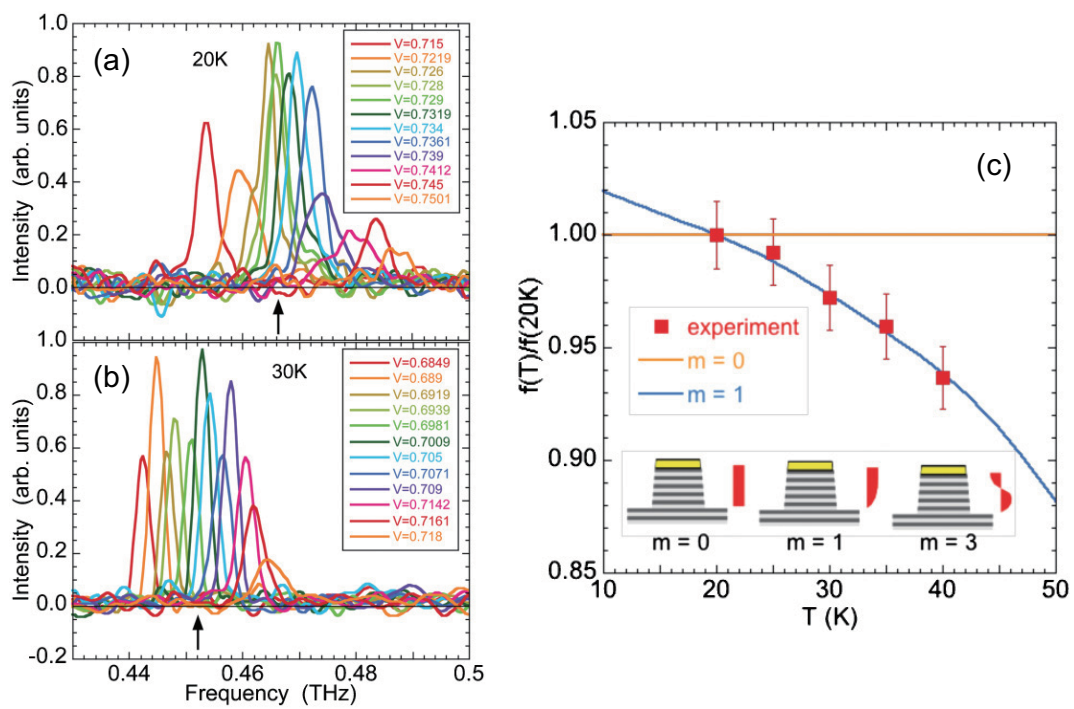 (a)
20K
V=0.715
V=0.7219
V=0.726
V=0.728
V=0.729
V=0.7319
V=0.734
V=0.7361
V=0.739
V=0.7412
V=0.745
V=0.7501
1.0
0.8
0.6
0.4
0.2
0.0
Intensity (arb. units)
(b)
30K
V=0.6849
V=0.689
V=0.6919
V=0.6939
V=0.6981
V=0.7009
V=0.705
V=0.7071
V=0.709
V=0.7142
V=0.7161
V=0.718
1.0
0.8
0.6
0.4
0.2
0.0
-0.2
Intensity (arb. units)
0.44
0.46
0.48
0.5
Frequency (THz)
(c)
1.05
1.00
0.95
0.90
0.85
f(T)/f(20K)
experiment
m = 0
m = 1
m = 0
m = 1
m = 3
10
20
30
40
50
T (K)